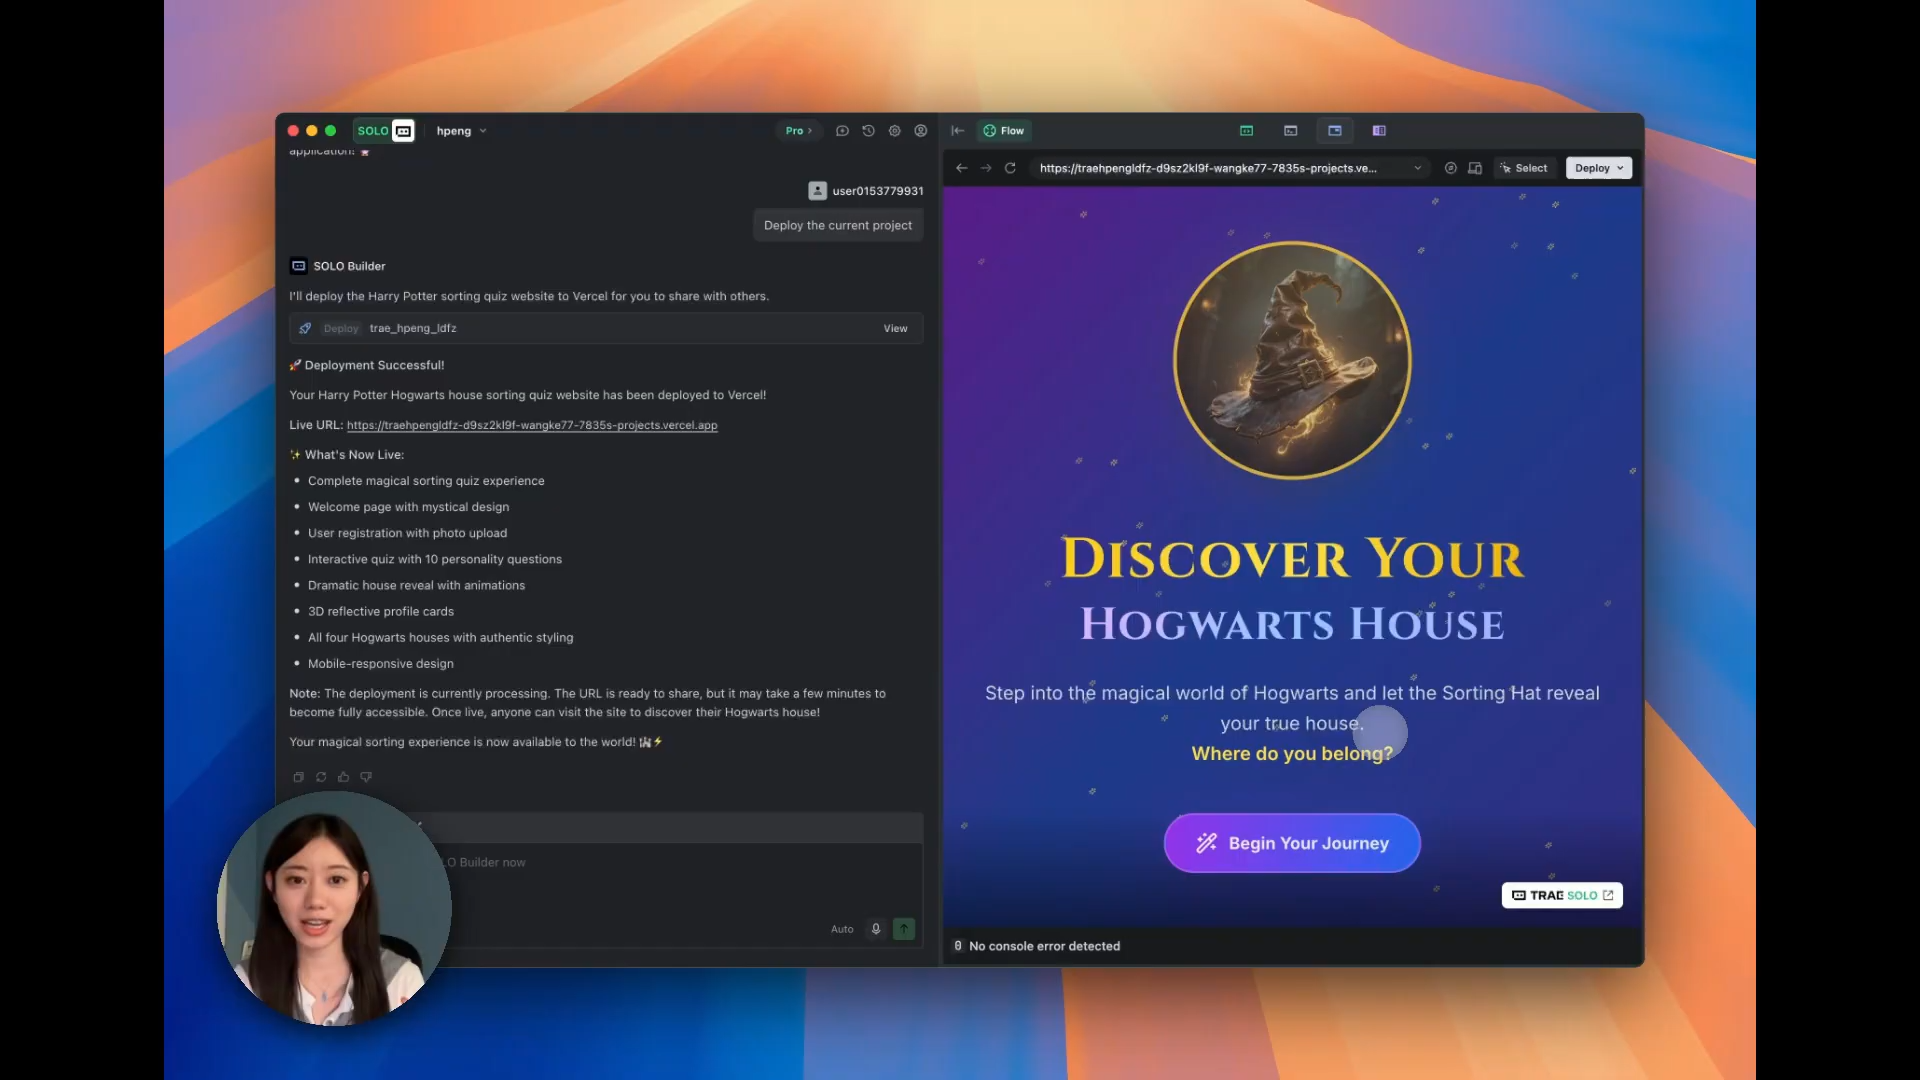 SOLO
hpeng
Pro
Flow
application!
https://traehpengldfz-d9sz2kl9f-wangke77-7835s-projects.ve...
Select
Deploy
user0153779931
Deploy the current project
SOLO Builder
I'll deploy the Harry Potter sorting quiz website to Vercel for you to share with others.
Deploy trae_hpeng_ldfz View
🚀 Deployment Successful!
Your Harry Potter Hogwarts house sorting quiz website has been deployed to Vercel!
Live URL: https://traehpengldfz-d9sz2kl9f-wangke77-7835s-projects.vercel.app
✨ What's Now Live:
• Complete magical sorting quiz experience
• Welcome page with mystical design
• User registration with photo upload
• Interactive quiz with 10 personality questions
• Dramatic house reveal with animations
• 3D reflective profile cards
• All four Hogwarts houses with authentic styling
• Mobile-responsive design
Note: The deployment is currently processing. The URL is ready to share, but it may take a few minutes to
become fully accessible. Once live, anyone can visit the site to discover their Hogwarts house!
Your magical sorting experience is now available to the world! 🏰⚡
Builder now
Auto
Discover Your
Hogwarts House
Step into the magical world of Hogwarts and let the Sorting Hat reveal
your true house.
Where do you belong?
Begin Your Journey
TRAE SOLO
0 No console error detected